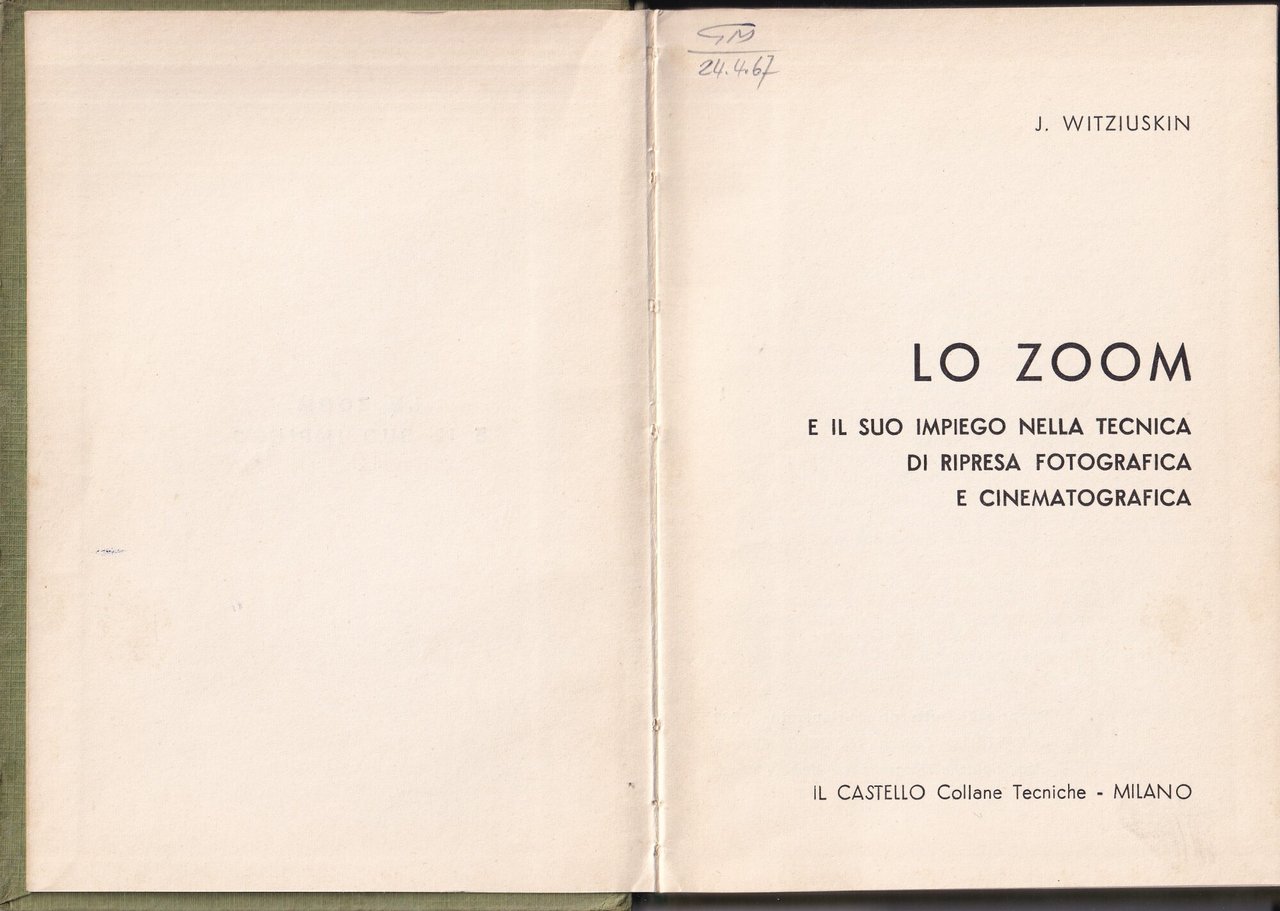 GM
24.4.67
J. WITZIUSKIN
LO ZOOM
E IL SUO IMPIEGO NELLA TECNICA
DI RIPRESA FOTOGRAFICA
E CINEMATOGRAFICA
IL CASTELLO Collane Tecniche - MILANO